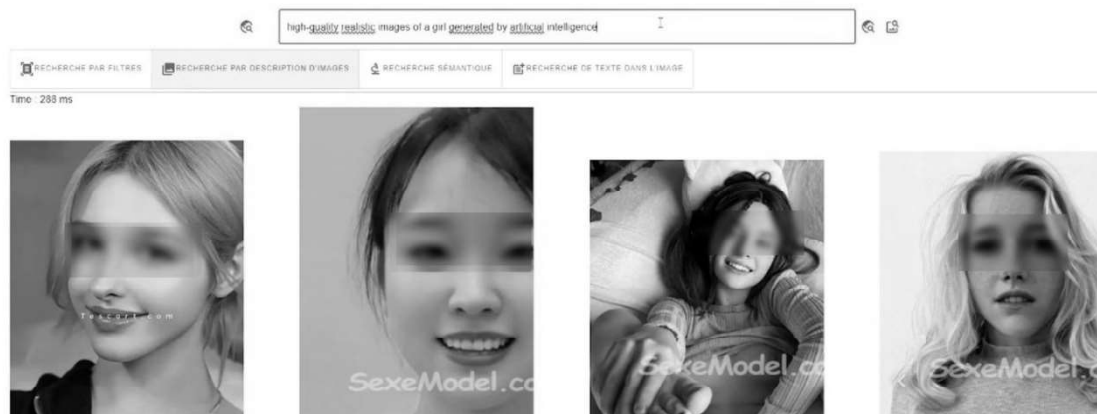 high-quality realistic images of a girl generated by artificial intelligence
RECHERCHE PAR FILTRES
RECHERCHE PAR DESCRIPTION D'IMAGES
RECHERCHE SÉMANTIQUE
RECHERCHE DE TEXTE DANS L'IMAGE
Time : 288 ms
SexeModel.co
SexeModel.co
SexeModel.c